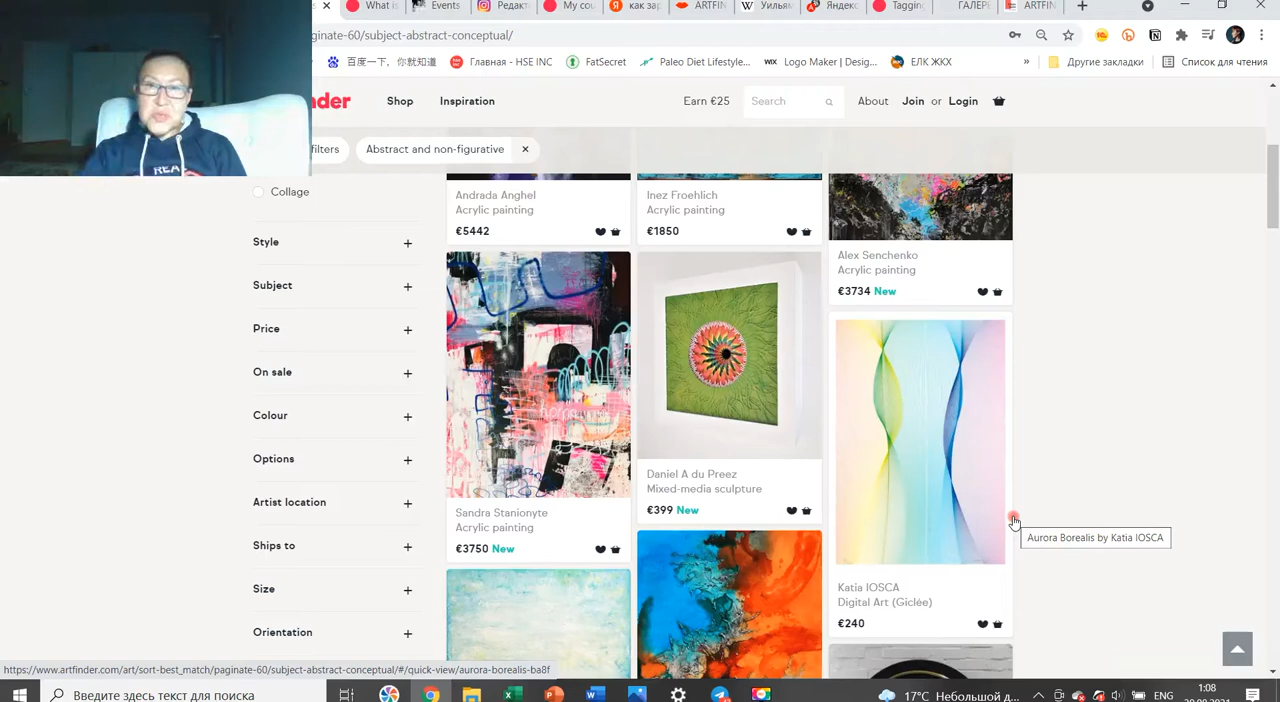 What is
Events
Редакт
My cou
как зар
ARTFIN
Уильям
Яндекс
Tagging
ГАЛЕРЕ
ARTFIN
ginate-60/subject-abstract-conceptual/
百度一下，你就知道
Главная - HSE INC
FatSecret
Paleo Diet Lifestyle...
WIX
Logo Maker | Desig...
ЕЛК ЖКХ
»
Другие закладки
Список для чтения
nder
Shop
Inspiration
Earn €25
Search
About
Join or Login
filters
Abstract and non-figurative ×
REA
Collage
Style +
Subject +
Price +
On sale +
Colour +
Options +
Artist location +
Ships to +
Size +
Orientation +
Andrada Anghel
Acrylic painting
€5442
Sandra Stanionyte
Acrylic painting
€3750 New
Inez Froehlich
Acrylic painting
€1850
Daniel A du Preez
Mixed-media sculpture
€399 New
Alex Senchenko
Acrylic painting
€3734 New
Katia IOSCA
Digital Art (Giclée)
€240
Aurora Borealis by Katia IOSCA
https://www.artfinder.com/art/sort-best_match/paginate-60/subject-abstract-conceptual/#/quick-view/aurora-borealis-ba8f
Введите здесь текст для поиска
17°C Небольшой д...
ENG
1:08